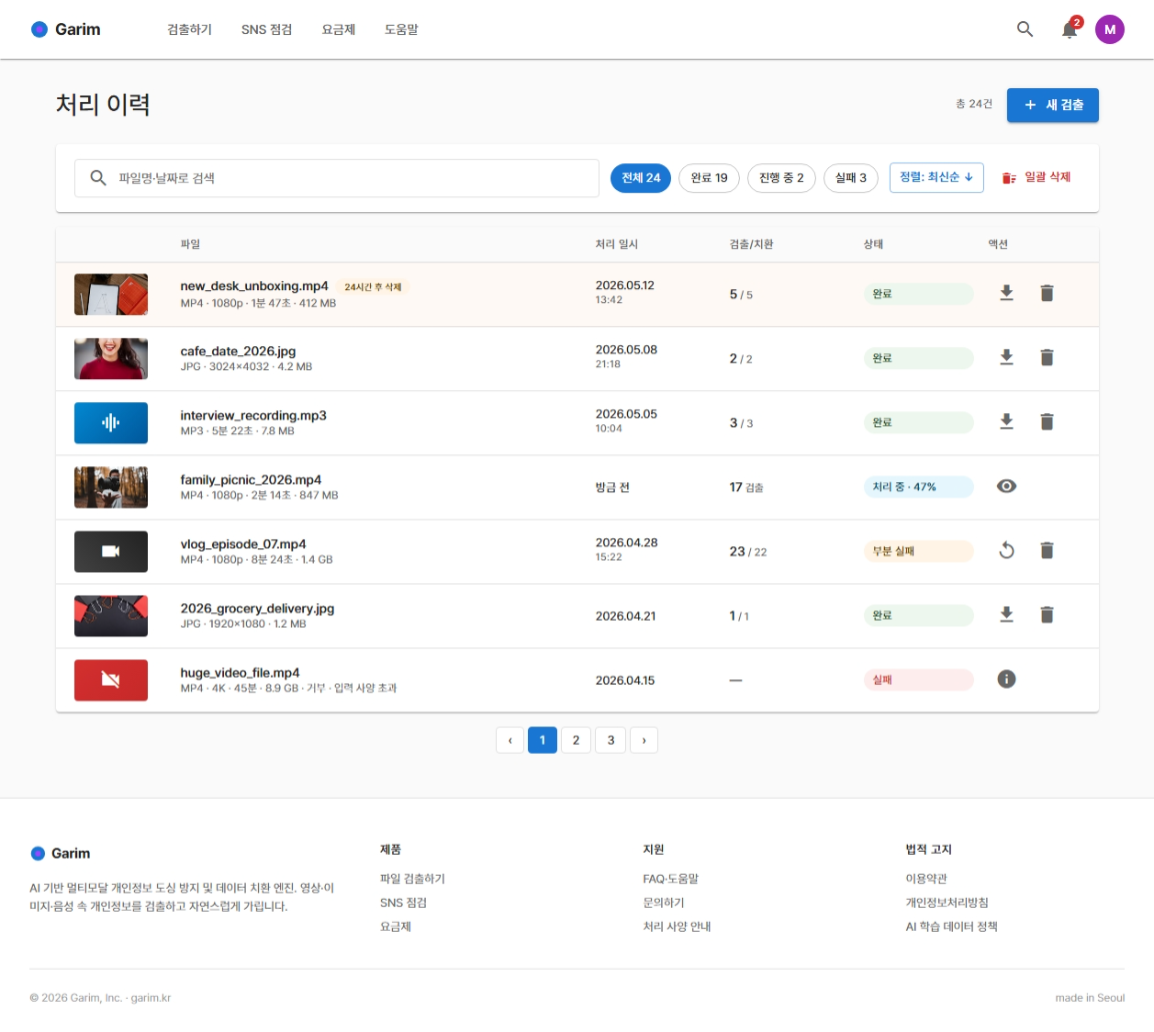 Garim
검출하기 SNS 점검 요금제 도움말
2
M
처리 이력
총 24건
+ 새 검출
파일명·날짜로 검색
전체 24
완료 19
진행 중 2
실패 3
정렬: 최신순 ↓
일괄 삭제
파일 처리 일시 검출/치환 상태 액션
new_desk_unboxing.mp4 24시간 후 삭제
MP4 · 1080p · 1분 47초 · 412 MB
2026.05.12
13:42
5 / 5
완료
cafe_date_2026.jpg
JPG · 3024×4032 · 4.2 MB
2026.05.08
21:18
2 / 2
완료
interview_recording.mp3
MP3 · 5분 22초 · 7.8 MB
2026.05.05
10:04
3 / 3
완료
family_picnic_2026.mp4
MP4 · 1080p · 2분 14초 · 847 MB
방금 전
17 검출
처리 중 · 47%
vlog_episode_07.mp4
MP4 · 1080p · 8분 24초 · 1.4 GB
2026.04.28
15:22
23 / 22
부분 실패
2026_grocery_delivery.jpg
JPG · 1920×1080 · 1.2 MB
2026.04.21
1 / 1
완료
huge_video_file.mp4
MP4 · 4K · 45분 · 8.9 GB · 거부 · 입력 사양 초과
2026.04.15
—
실패
‹ 1 2 3 ›
Garim
AI 기반 멀티모달 개인정보 도싱 방지 및 데이터 치환 엔진. 영상·이
미지·음성 속 개인정보를 검출하고 자연스럽게 가립니다.
제품
파일 검출하기
SNS 점검
요금제
지원
FAQ·도움말
문의하기
처리 사양 안내
법적 고지
이용약관
개인정보처리방침
AI 학습 데이터 정책
© 2026 Garim, Inc. · garim.kr
made in Seoul